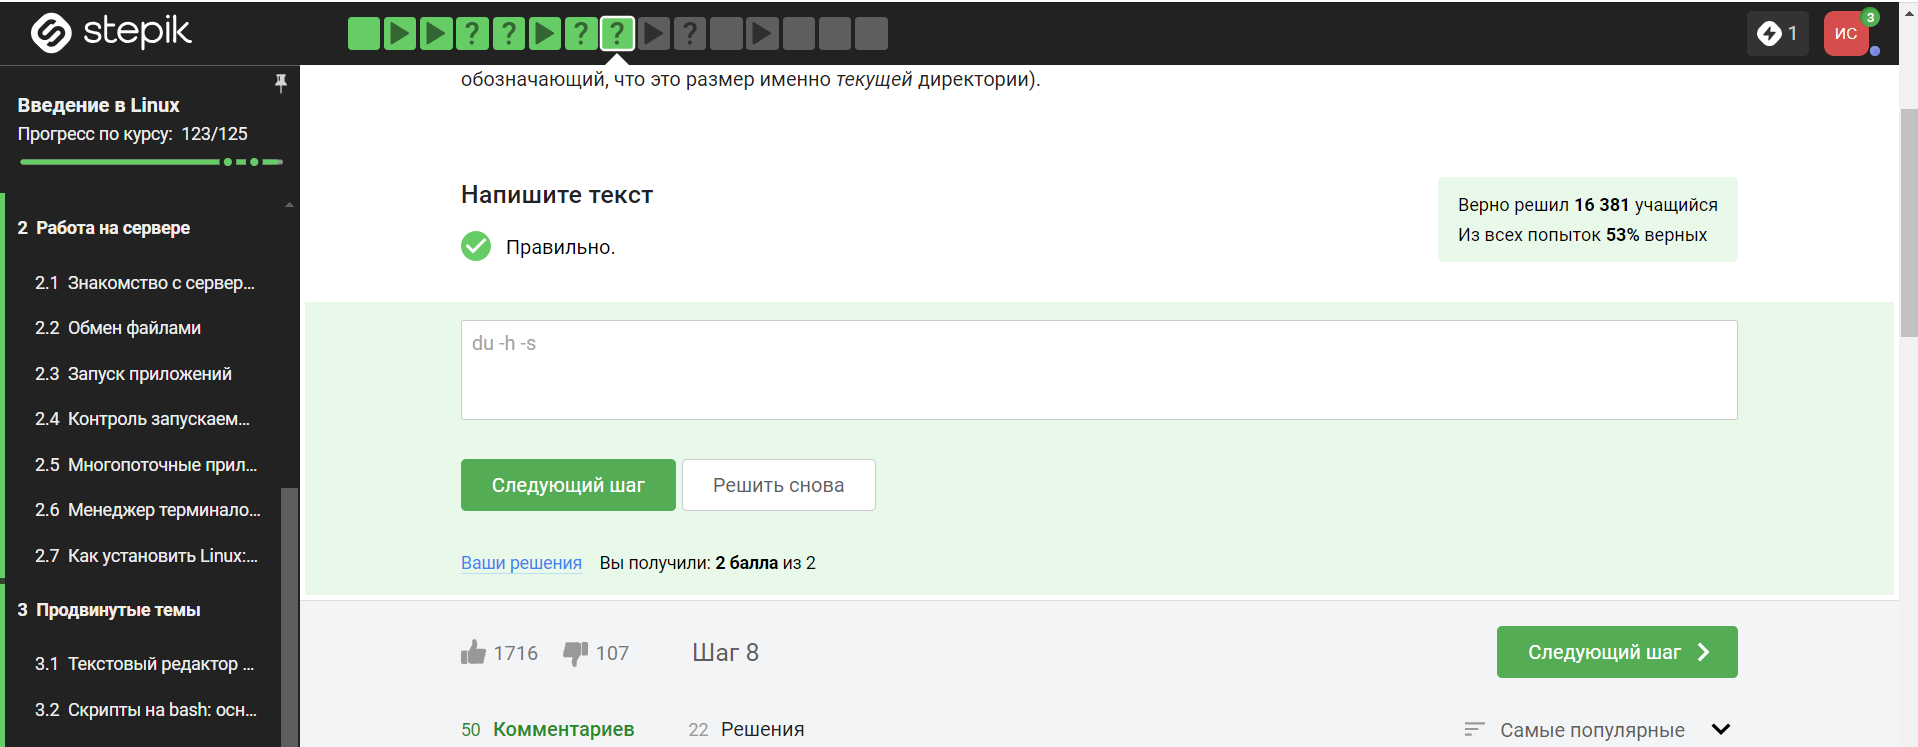 stepik
? ? ? ? ?
1
ИС
3
Введение в Linux
Прогресс по курсу: 123/125
2 Работа на сервере
2.1 Знакомство с сервер...
2.2 Обмен файлами
2.3 Запуск приложений
2.4 Контроль запускаем...
2.5 Многопоточные прил...
2.6 Менеджер терминало...
2.7 Как установить Linux:...
3 Продвинутые темы
3.1 Текстовый редактор ...
3.2 Скрипты на bash: осн...
обозначающий, что это размер именно текущей директории).
Напишите текст
Правильно.
Верно решил 16 381 учащийся
Из всех попыток 53% верных
du -h -s
Следующий шаг
Решить снова
Ваши решения Вы получили: 2 балла из 2
1716 107 Шаг 8
Следующий шаг
50 Комментариев 22 Решения
Самые популярные